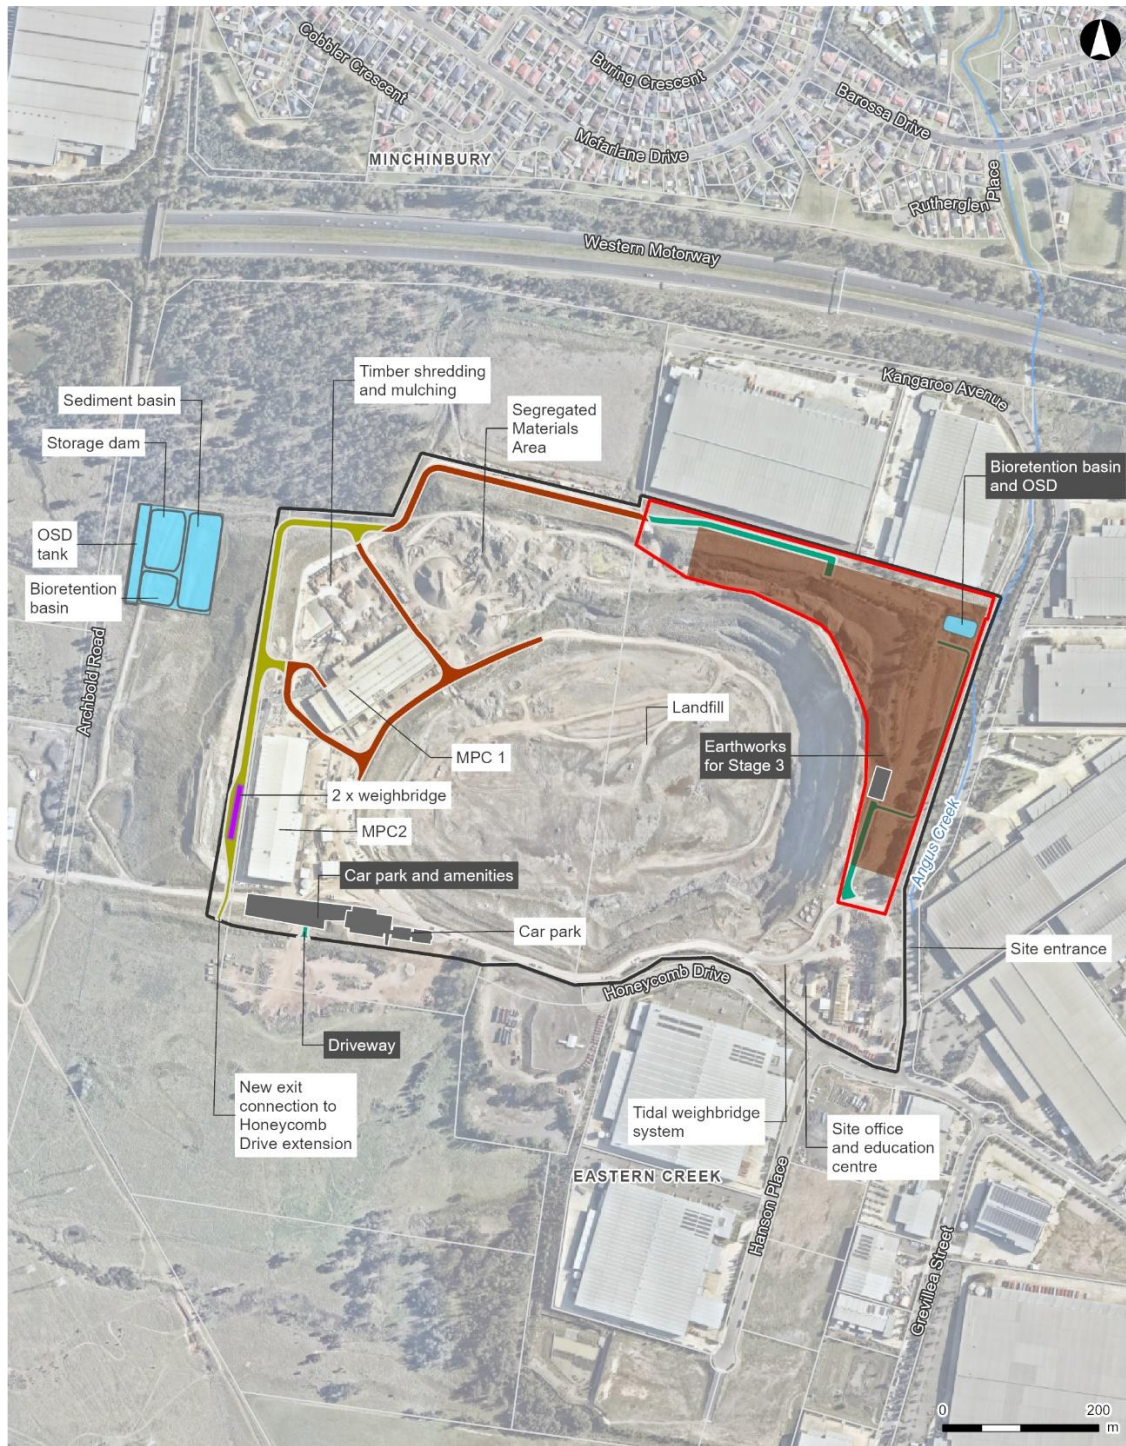 Cobbler Crescent
Buring Crescent
Barossa Drive
Mcfarlane Drive
MINCHINBURY
Rutherglen
Place
Western Motorway
Kangaroo Avenue
Timber shredding
and mulching
Sediment basin
Segregated
Materials
Area
Storage dam
Bioretention basin
and OSD
OSD
tank
Bioretention
basin
Archbold Road
Landfill
Earthworks
for Stage 3
MPC 1
2 x weighbridge
MPC2
Angus Creek
Car park and amenities
Car park
Site entrance
Honeycomb Drive
Driveway
New exit
connection to
Honeycomb
Drive extension
Tidal weighbridge
system
Site office
and education
centre
EASTERN CREEK
Hanson Place
Grevillea Street
0
200
m